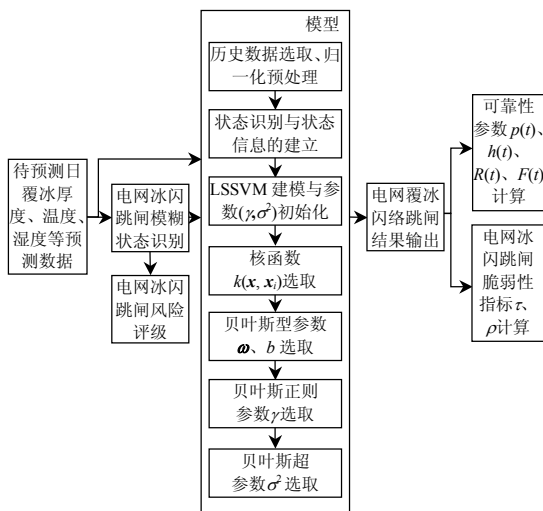 待预测日
覆冰厚
度、温度、
湿度等预
测数据
电网冰闪
跳闸模糊
状态识别
电网冰闪
跳闸风险
评级
模型
历史数据选取、归
一化预处理
状态识别与状态
信息的建立
LSSVM 建模与参
数(γ,σ²)初始化
核函数
k(x, xᵢ)选取
贝叶斯型参数
ω、b 选取
贝叶斯正则
参数γ选取
贝叶斯超
参数σ²选取
电网覆冰
闪络跳闸
结果输出
可靠性
参数 p(t)、
h(t)、
R(t)、F(t)
计算
电网冰
闪跳闸
脆弱性
指标τ、
ρ计算